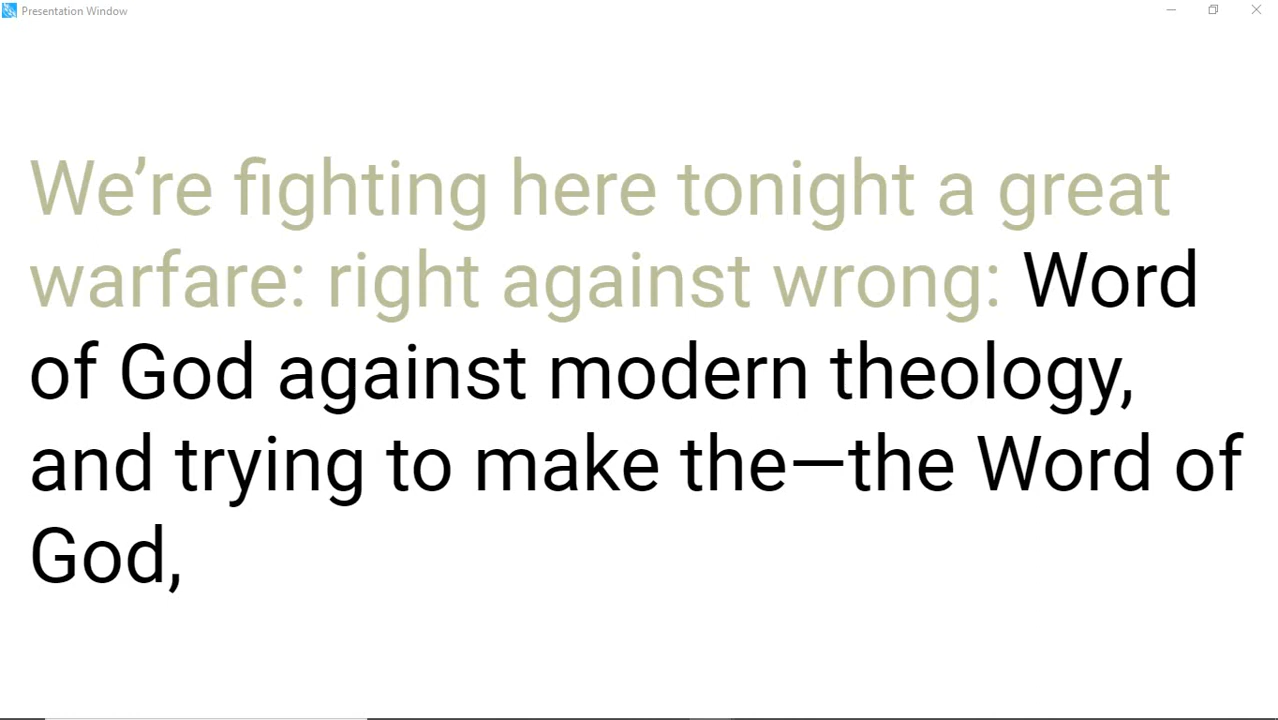 Presentation Window
We’re fighting here tonight a great
warfare: right against wrong: Word
of God against modern theology,
and trying to make the—the Word of
God,